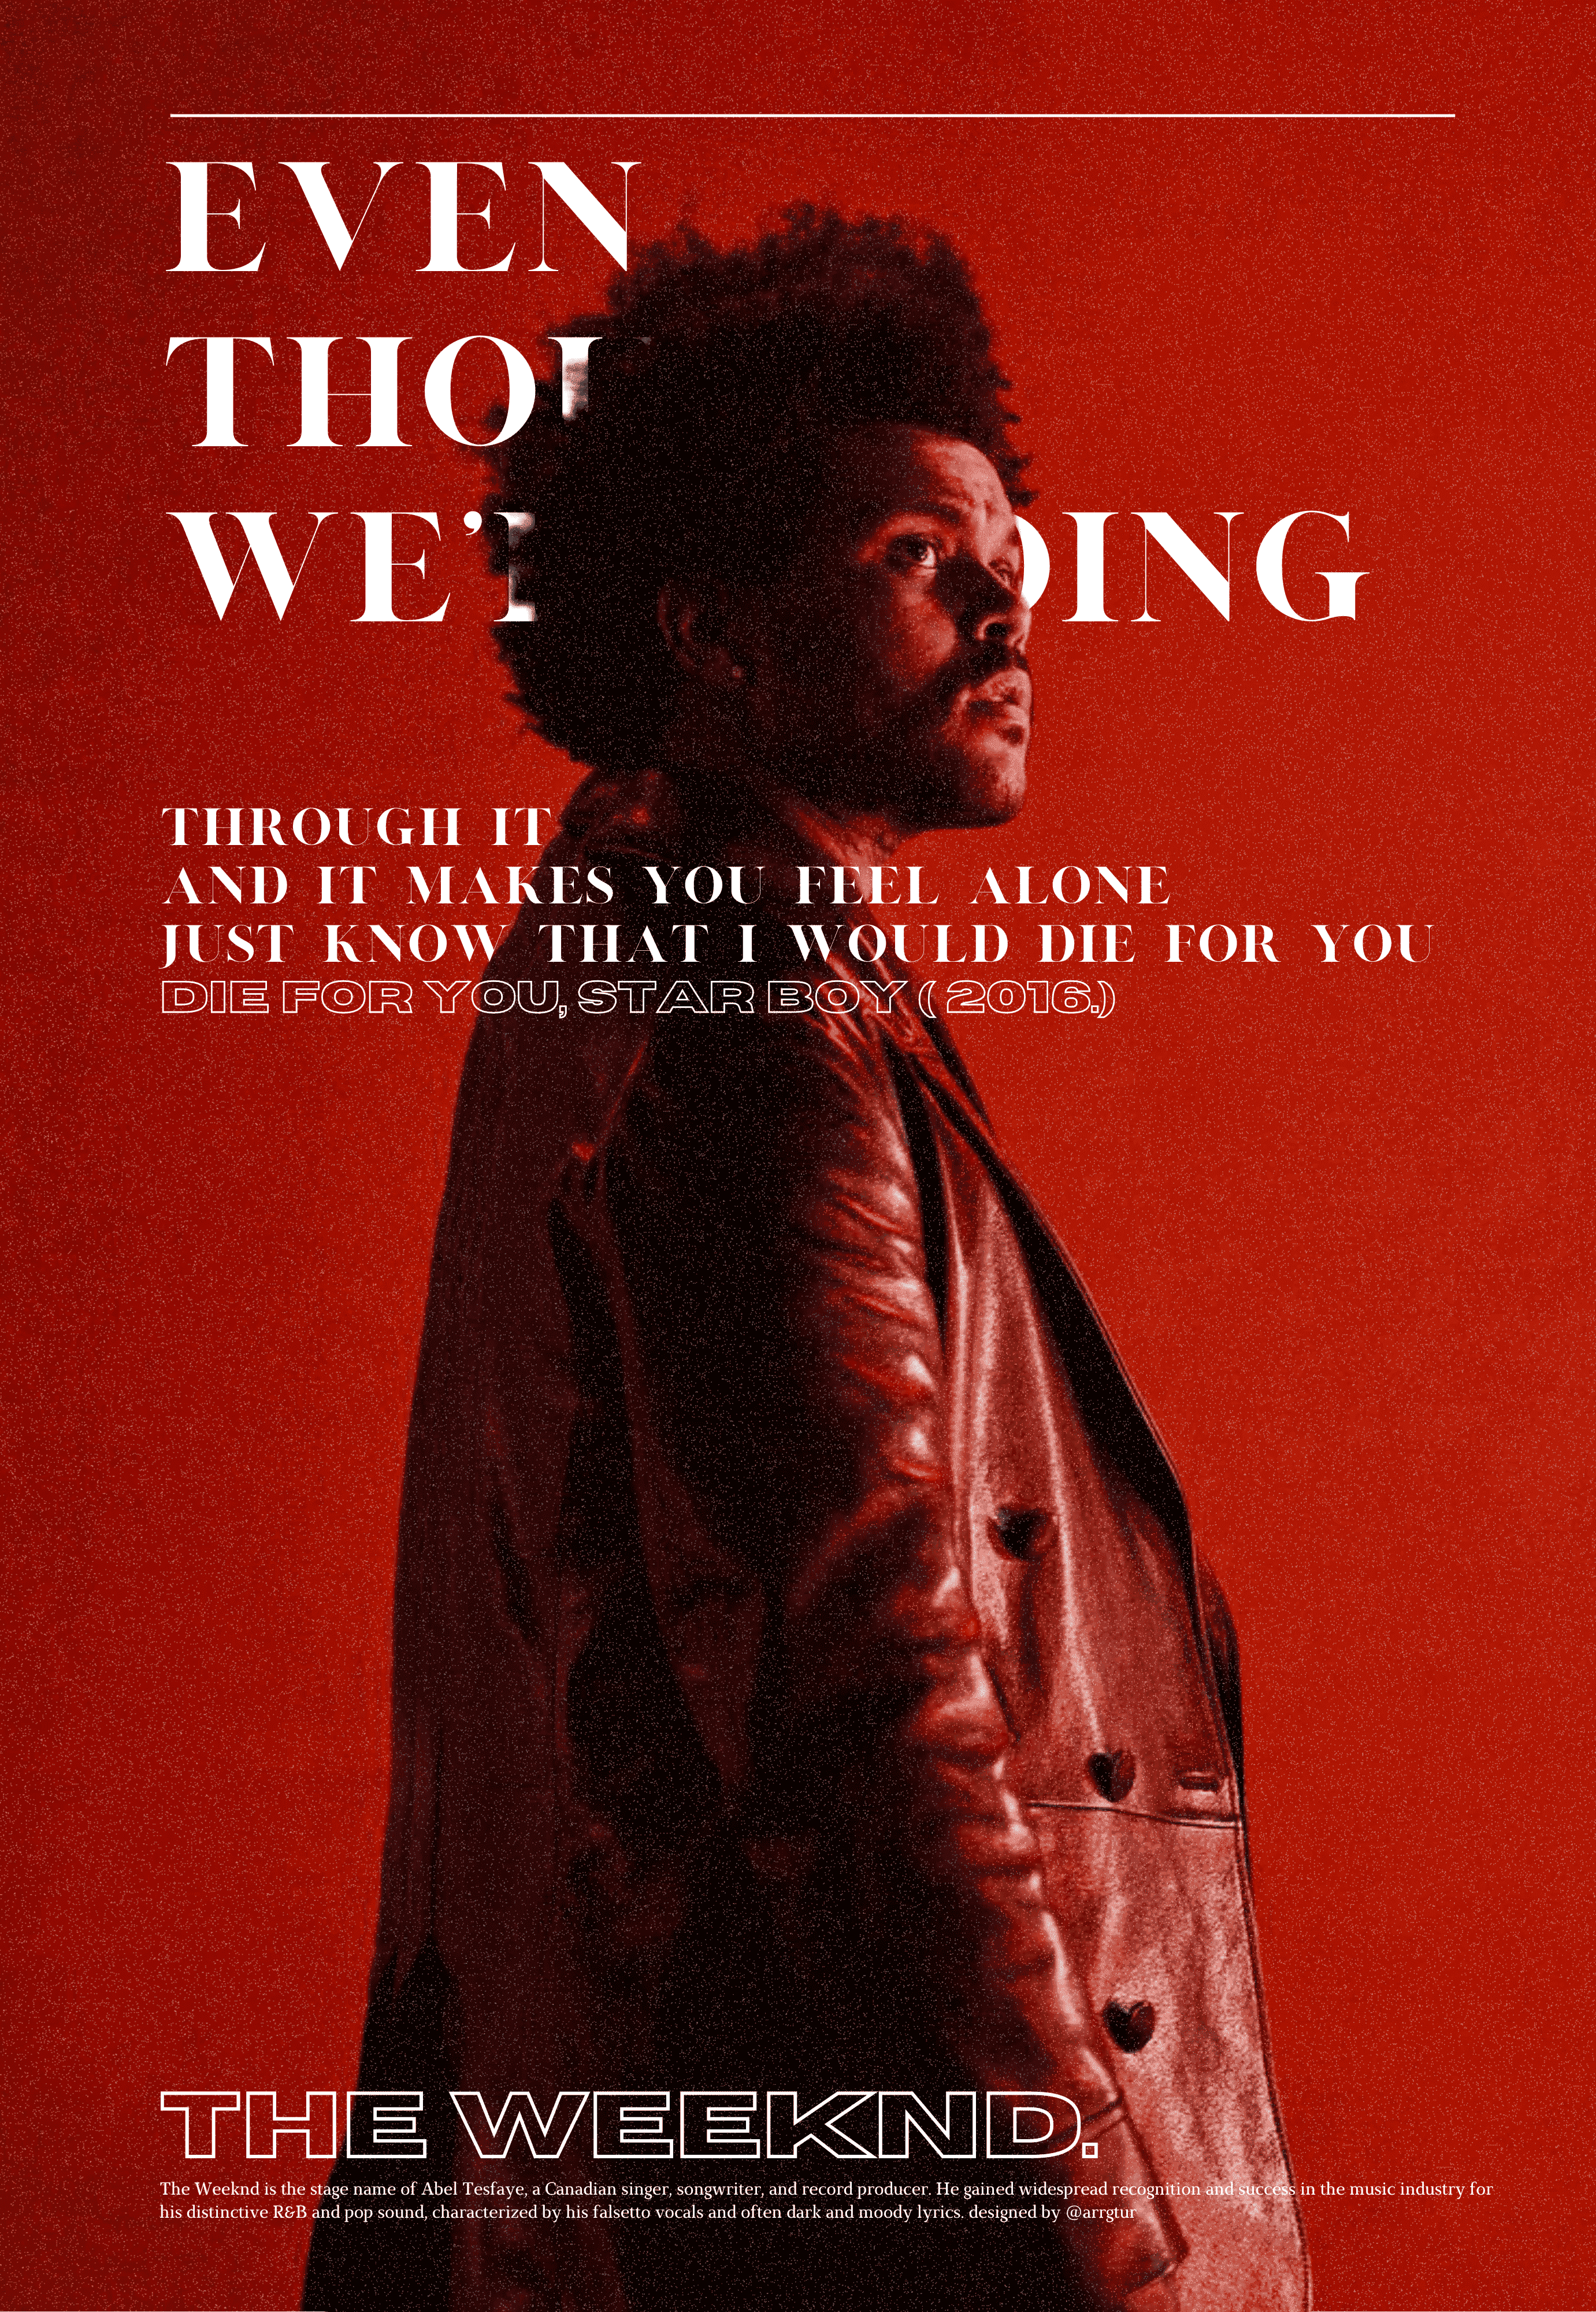 EVEN
THOU
WE'R OING
THROUGH IT
AND IT MAKES YOU FEEL ALONE
JUST KNOW THAT I WOULD DIE FOR YOU
DIE FOR YOU, STAR BOY ( 2016.)
THE WEEKND.
The Weeknd is the stage name of Abel Tesfaye, a Canadian singer, songwriter, and record producer. He gained widespread recognition and success in the music industry for
his distinctive R&B and pop sound, characterized by his falsetto vocals and often dark and moody lyrics. designed by @arrgtur